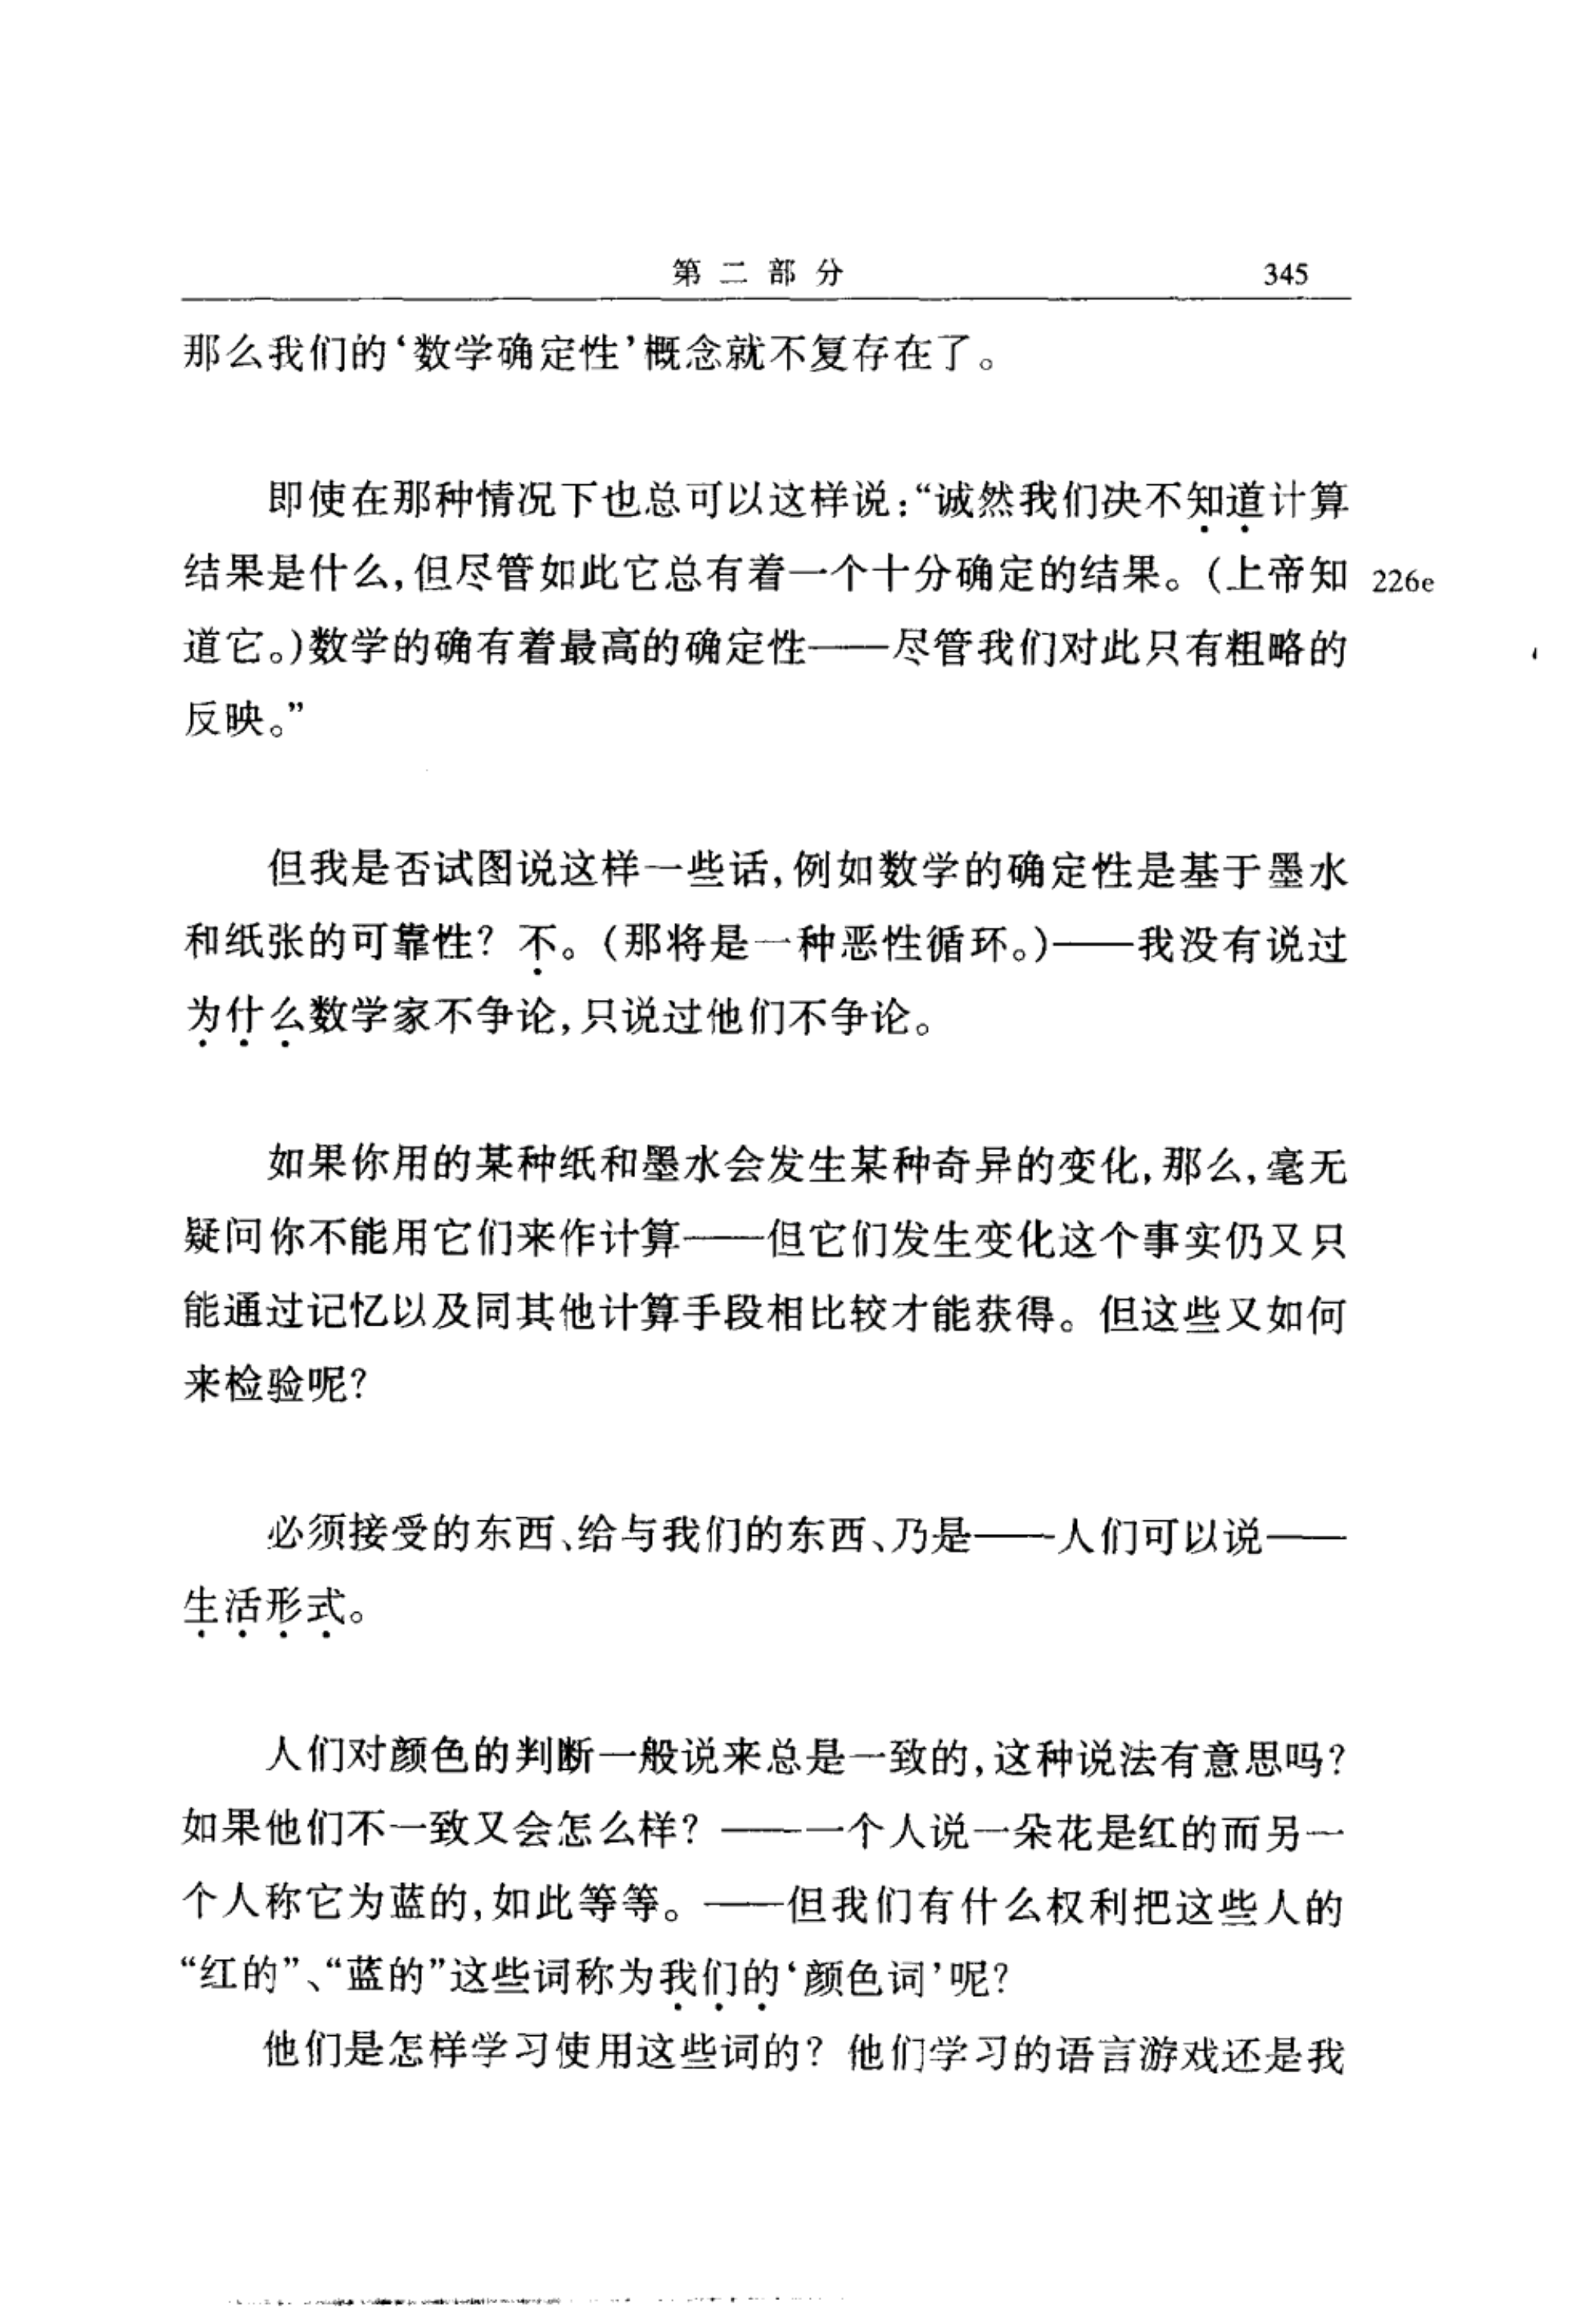 第二部分 345
那么我们的‘数学确定性’概念就不复存在了。
即使在那种情况下也总可以这样说:“诚然我们决不知道计算
结果是什么,但尽管如此它总有着一个十分确定的结果。(上帝知 226e
道它。)数学的确有着最高的确定性——尽管我们对此只有粗略的
反映。”
但我是否试图说这样一些话,例如数学的确定性是基于墨水
和纸张的可靠性?不。(那将是一种恶性循环。)——我没有说过
为什么数学家不争论,只说过他们不争论。
如果你用的某种纸和墨水会发生某种奇异的变化,那么,毫无
疑问你不能用它们来作计算——但它们发生变化这个事实仍又只
能通过记忆以及同其他计算手段相比较才能获得。但这些又如何
来检验呢?
必须接受的东西、给与我们的东西、乃是——人们可以说——
生活形式。
人们对颜色的判断一般说来总是一致的,这种说法有意思吗?
如果他们不一致又会怎么样?——一个人说一朵花是红的而另一
个人称它为蓝的,如此等等。——但我们有什么权利把这些人的
“红的”、“蓝的”这些词称为我们的‘颜色词’呢?
他们是怎样学习使用这些词的?他们学习的语言游戏还是我